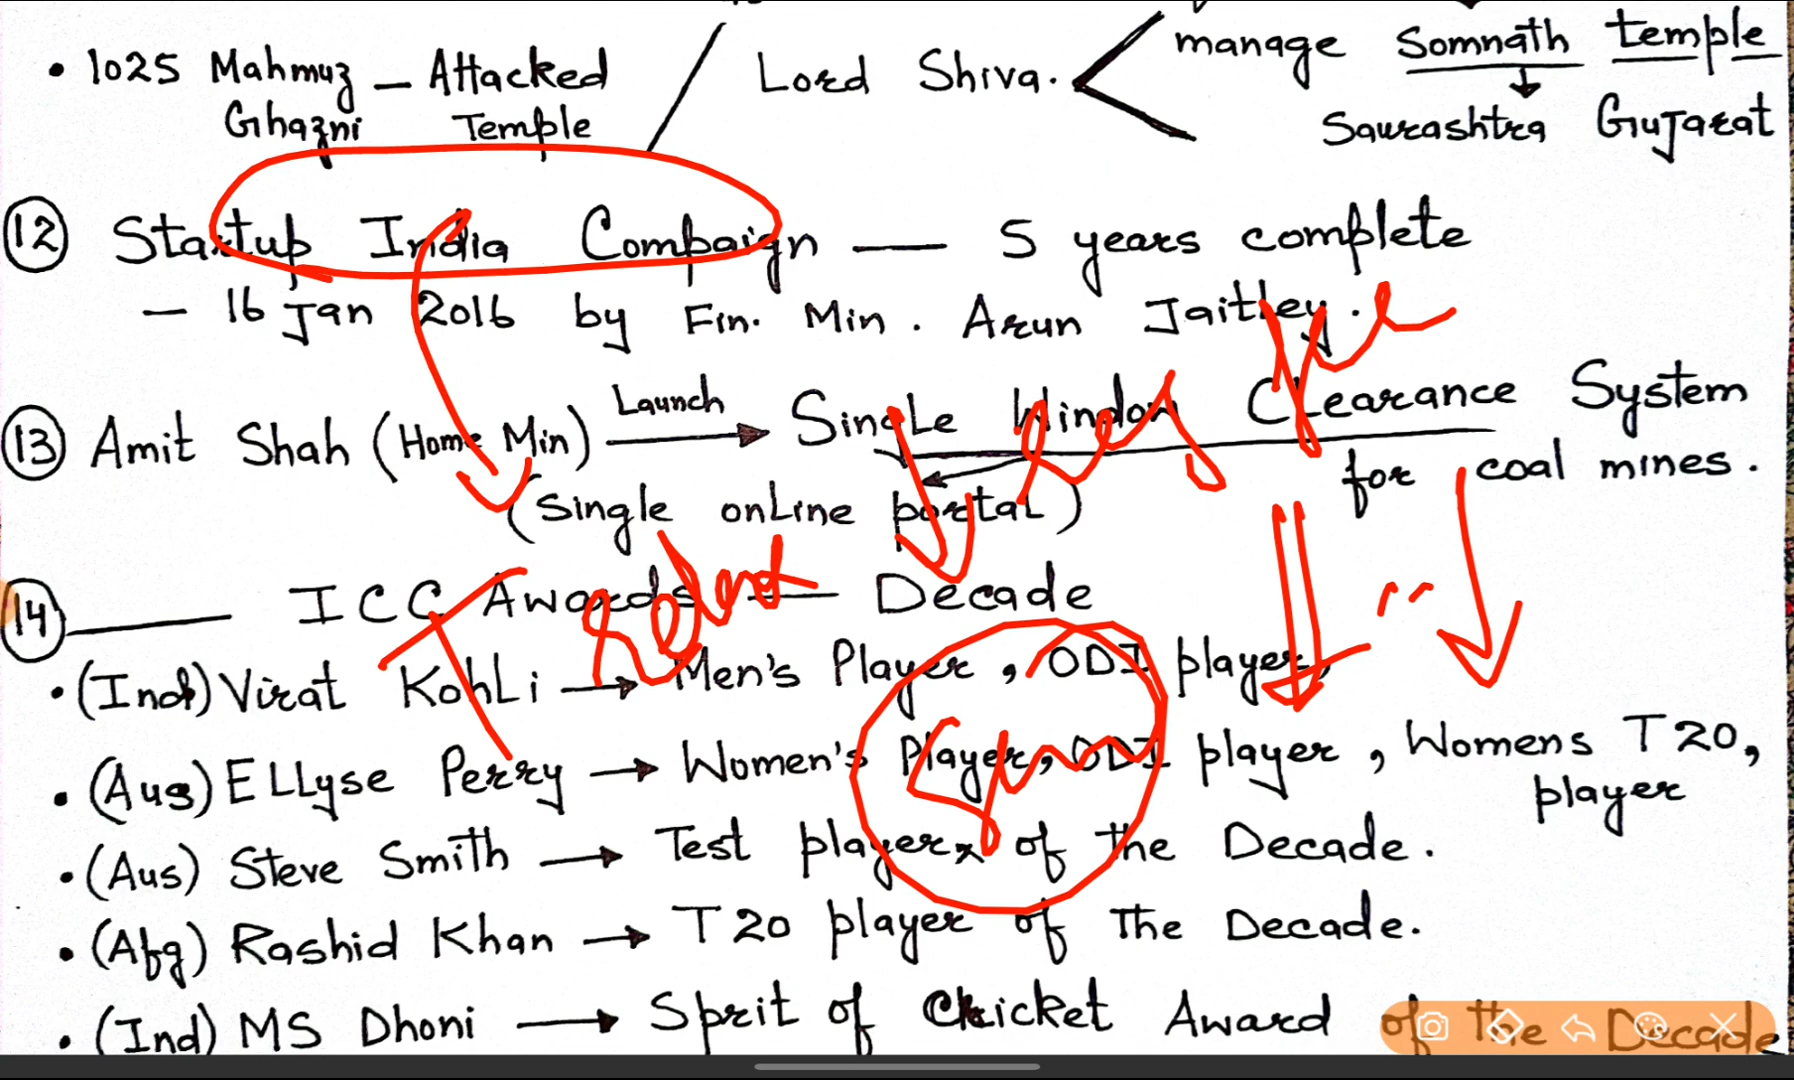 manage Somnath temple
• 1025 Mahmuz — Attacked / Lord Shiva.
Ghazni Temple
Saurashtra Gujarat
12 Startup India Compaign — 5 years complete
— 16 Jan 2016 by Fin. Min. Arun Jaitley.
13 Amit Shah (Home Min) Launch Single Window Clearance System
for coal mines.
(Single online portal)
14 ICC Awards — Decade
• (Ind) Virat Kohli → Men's Player, ODI player,
• (Aus) Ellyse Perry → Women's Player, ODI player, Womens T20,
player
• (Aus) Steve Smith → Test player of the Decade.
• (Afg) Rashid Khan → T20 player of the Decade.
• (Ind) MS Dhoni → Sprit of Cricket Award of the Decade